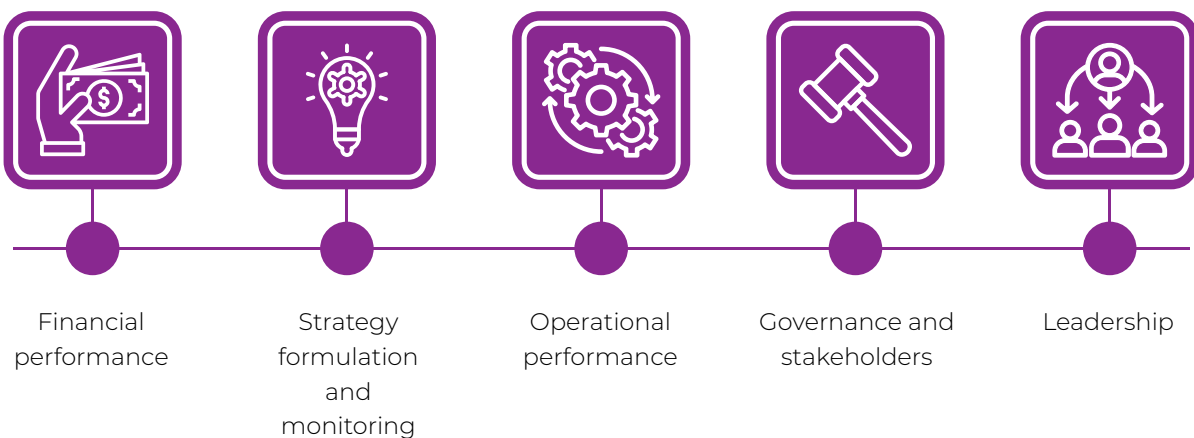 Financial
performance
Strategy
formulation
and
monitoring
Operational
performance
Governance and
stakeholders
Leadership